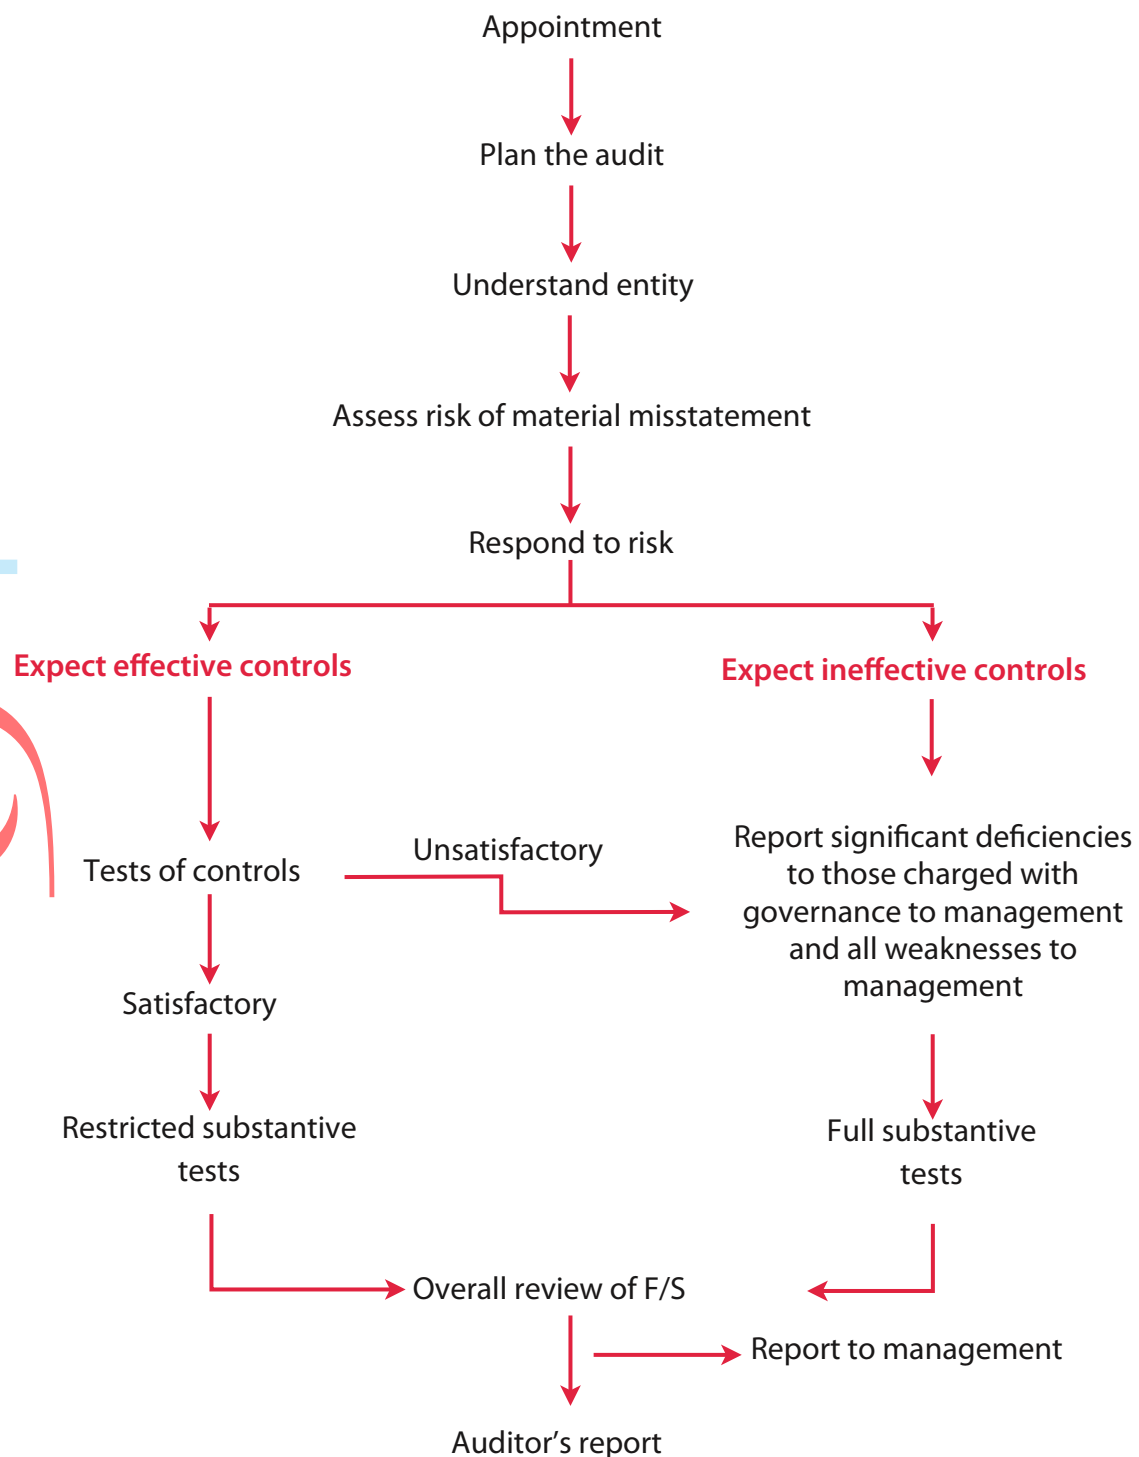 Appointment
Plan the audit
Understand entity
Assess risk of material misstatement
Respond to risk
Expect effective controls
Expect ineffective controls
Tests of controls
Unsatisfactory
Report significant deficiencies
to those charged with
governance to management
and all weaknesses to
management
Satisfactory
Restricted substantive
tests
Full substantive
tests
Overall review of F/S
Report to management
Auditor’s report